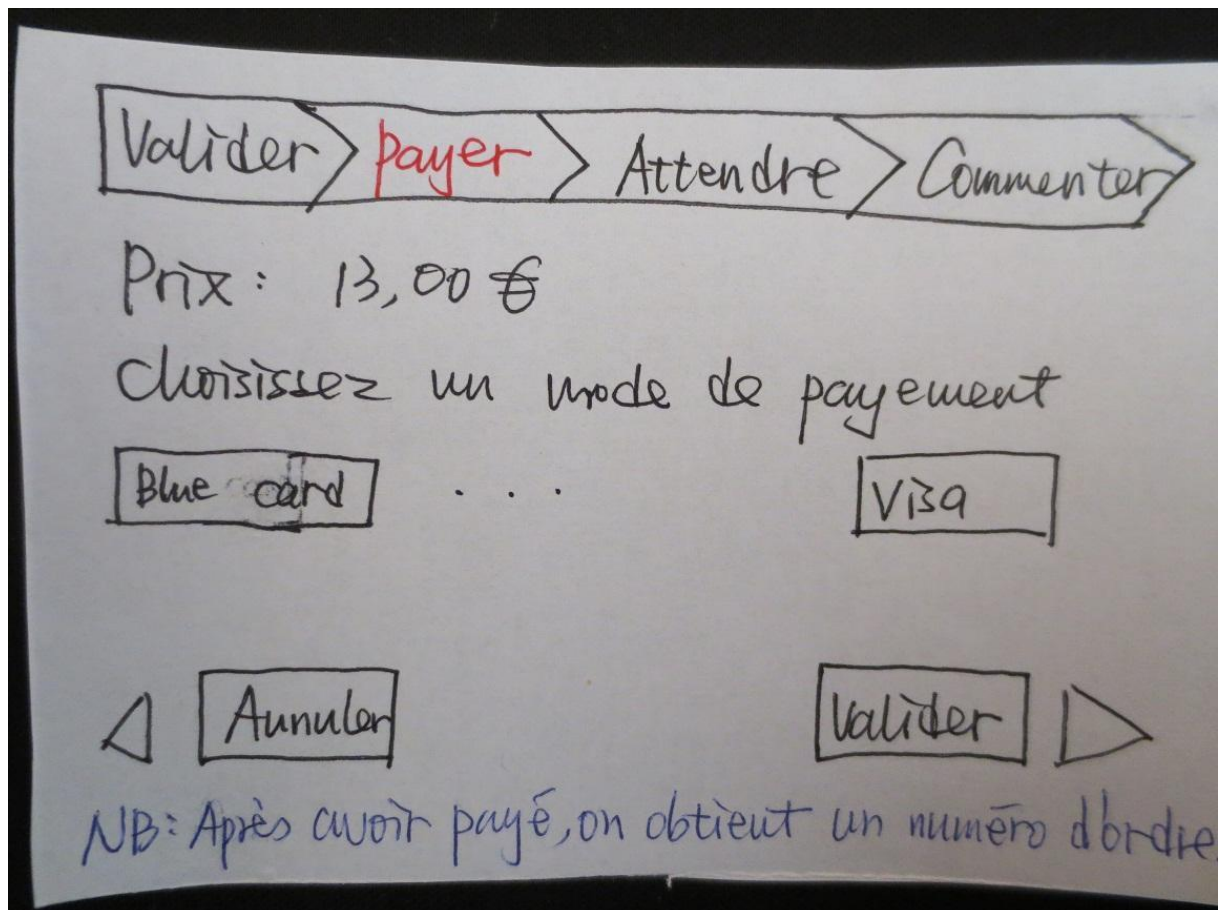 Valider payer Attendre Commenter
Prix : 13,00 €
choisissez un mode de payement
Blue card . . . Visa
Annuler Valider
NB: Après avoir payé, on obtient un numéro d'ordre.